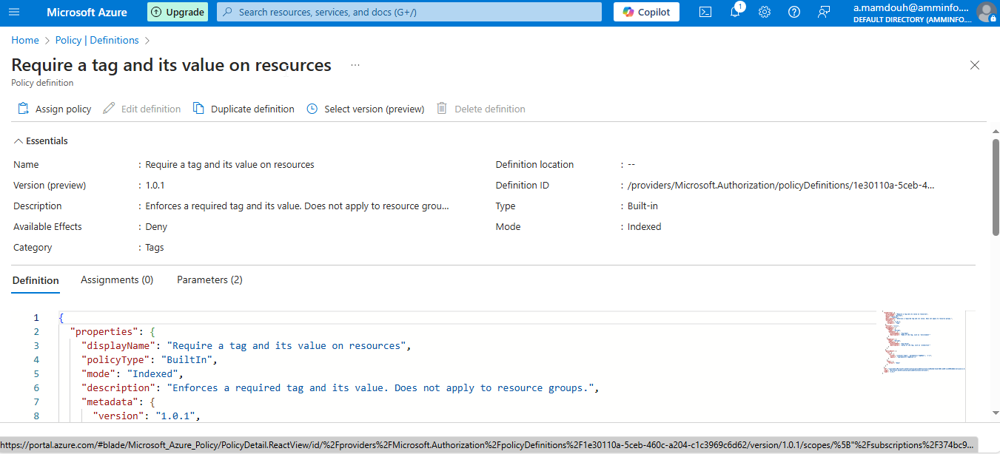 Microsoft Azure
Upgrade
Search resources, services, and docs (G+/)
Copilot
1
a.mamdouh@amminfo....
DEFAULT DIRECTORY (AMMINFO....
Home > Policy | Definitions >
Require a tag and its value on resources ...
Policy definition
Assign policy
Edit definition
Duplicate definition
Select version (preview)
Delete definition
Essentials
Name : Require a tag and its value on resources
Definition location : --
Version (preview) : 1.0.1
Definition ID : /providers/Microsoft.Authorization/policyDefinitions/1e30110a-5ceb-4...
Description : Enforces a required tag and its value. Does not apply to resource grou...
Type : Built-in
Available Effects : Deny
Mode : Indexed
Category : Tags
Definition
Assignments (0)
Parameters (2)
1 {
2 "properties": {
3 "displayName": "Require a tag and its value on resources",
4 "policyType": "BuiltIn",
5 "mode": "Indexed",
6 "description": "Enforces a required tag and its value. Does not apply to resource groups.",
7 "metadata": {
8 "version": "1.0.1",
https://portal.azure.com/#blade/Microsoft_Azure_Policy/PolicyDetail.ReactView/id/%2Fproviders%2FMicrosoft.Authorization%2FpolicyDefinitions%2F1e30110a-5ceb-460c-a204-c1c3969c6d62/version/1.0.1/scopes/%5B"%2Fsubscriptions%2F374bc9...